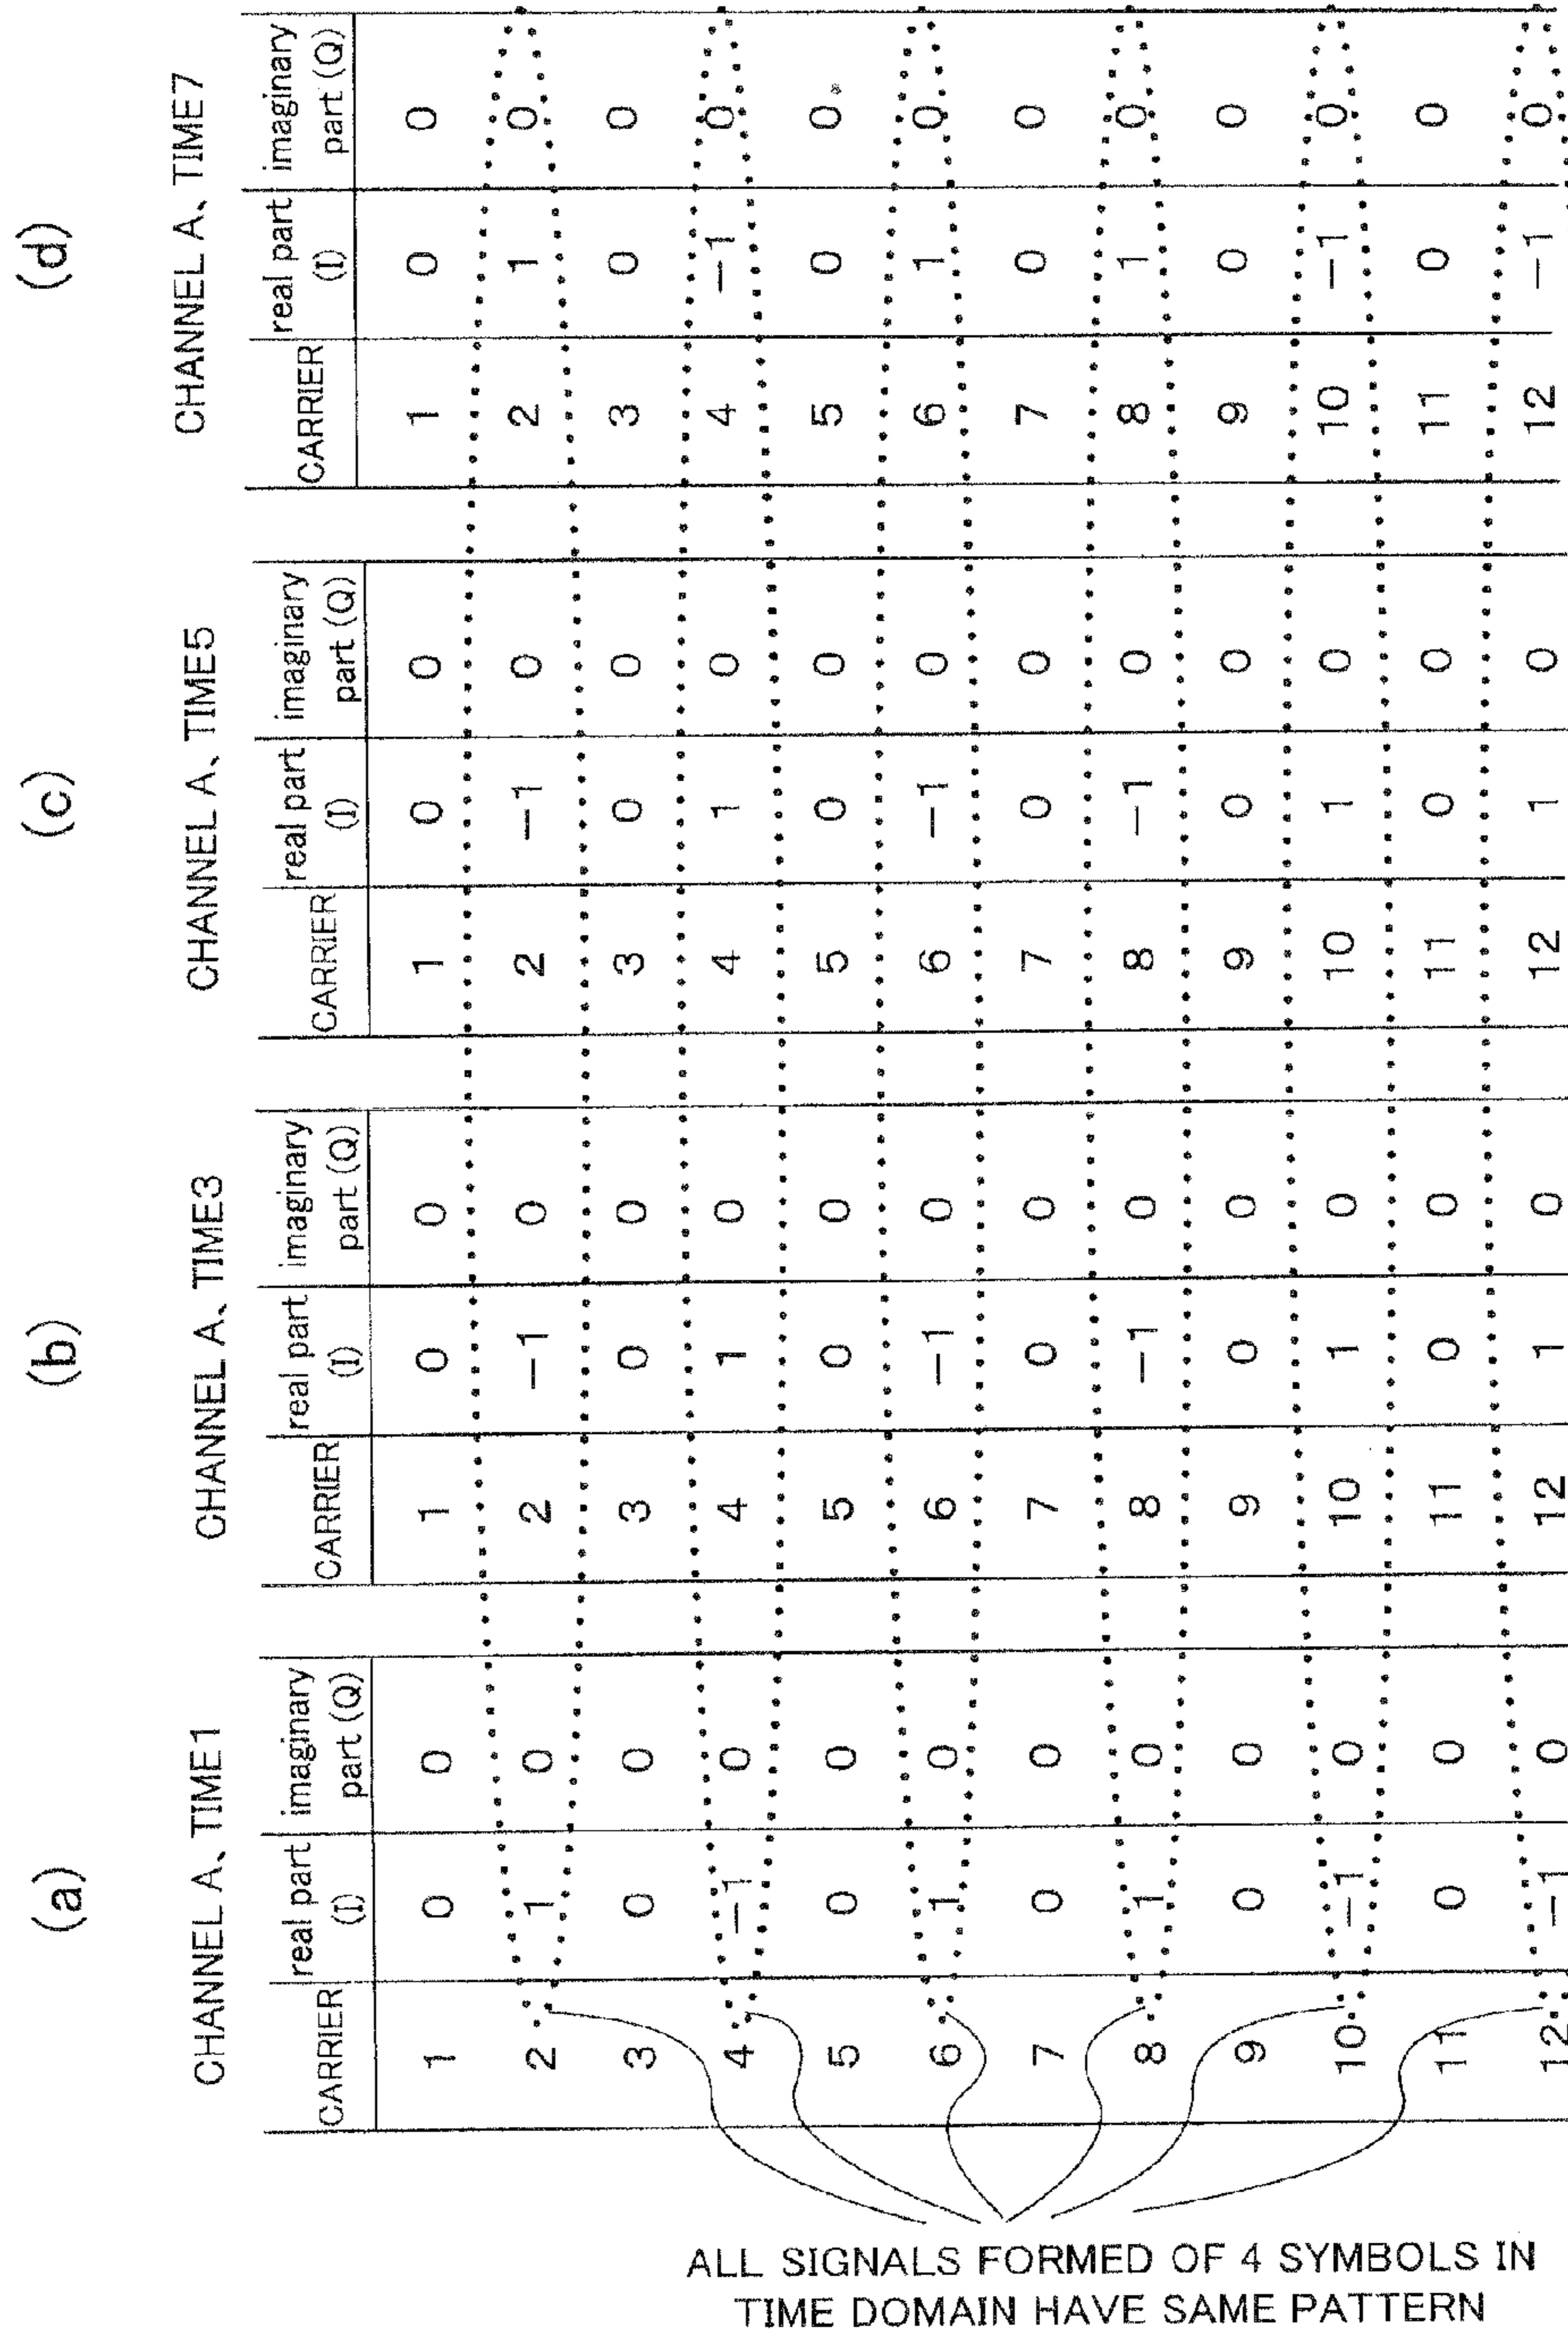 (a)
CHANNEL A、TIME1
CARRIER real part (I) imaginary part (Q)
1 0 0
2 1 0
3 0 0
4 −1 0
5 0 0
6 1 0
7 0 0
8 1 0
9 0 0
10 −1 0
11 0 0
12 −1 0
(b)
CHANNEL A、TIME3
CARRIER real part (I) imaginary part (Q)
1 0 0
2 −1 0
3 0 0
4 1 0
5 0 0
6 −1 0
7 0 0
8 −1 0
9 0 0
10 1 0
11 0 0
12 1 0
(c)
CHANNEL A、TIME5
CARRIER real part (I) imaginary part (Q)
1 0 0
2 −1 0
3 0 0
4 1 0
5 0 0
6 −1 0
7 0 0
8 −1 0
9 0 0
10 1 0
11 0 0
12 1 0
(d)
CHANNEL A、TIME7
CARRIER real part (I) imaginary part (Q)
1 0 0
2 1 0
3 0 0
4 −1 0
5 0 0
6 1 0
7 0 0
8 1 0
9 0 0
10 −1 0
11 0 0
12 −1 0
ALL SIGNALS FORMED OF 4 SYMBOLS IN
TIME DOMAIN HAVE SAME PATTERN